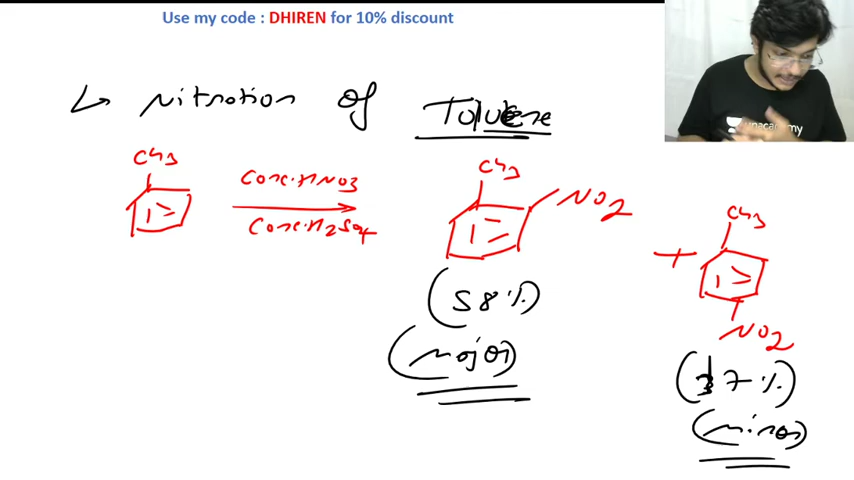 Use my code : DHIREN for 10% discount
↳ Nitration of Toluene
CH3
Conc.HNO3
Conc.H2SO4
CH3
NO2
(58%)
(major)
+
CH3
NO2
(37%)
(minor)
unacademy